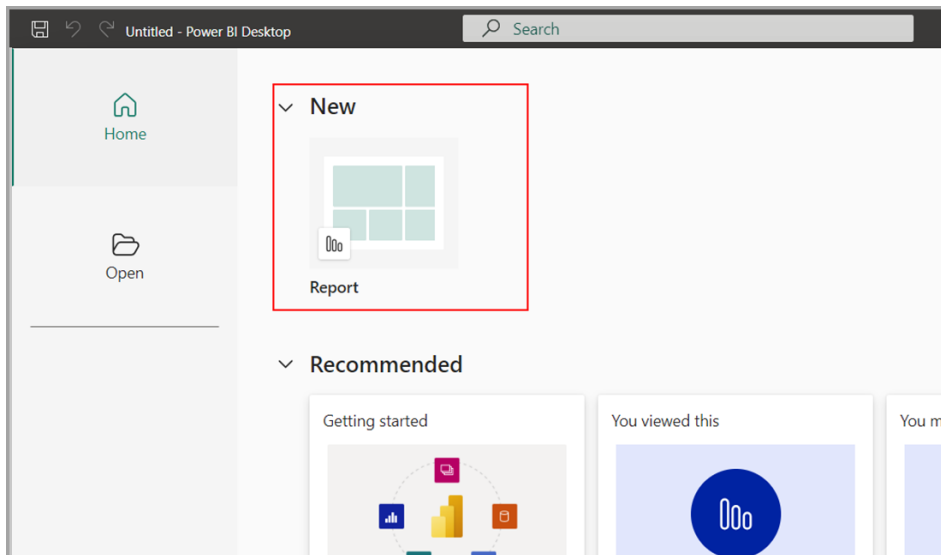 Untitled - Power BI Desktop
Search
Home
Open
New
Report
Recommended
Getting started
You viewed this
You